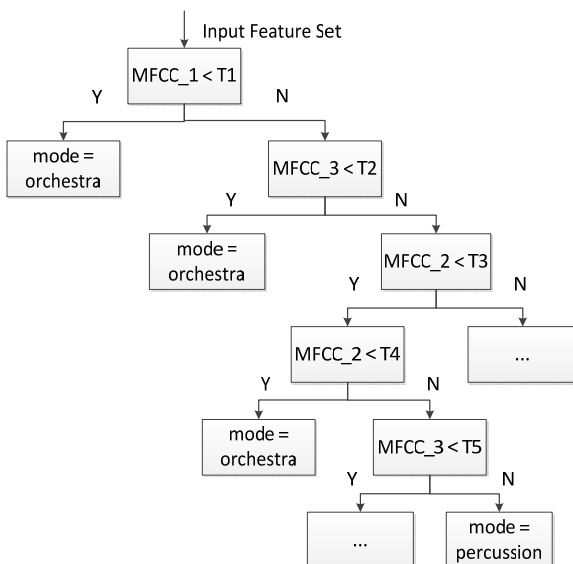 Input Feature Set
MFCC_1 < T1
Y
N
mode =
orchestra
MFCC_3 < T2
Y
N
mode =
orchestra
MFCC_2 < T3
Y
N
MFCC_2 < T4
...
Y
N
mode =
orchestra
MFCC_3 < T5
Y
N
...
mode =
percussion